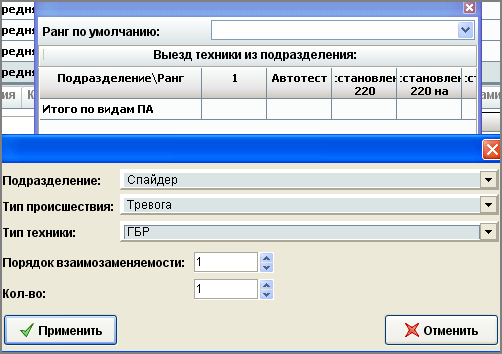 редня
Ранг по умолчанию:
редня
Выезд техники из подразделения:
редня
редня
Подразделение\Ранг 1 Автотест :становлен 220 :становлен 220 на :ст
ия К
ами
Итого по видам ПА
Подразделение: Спайдер
Тип происшествия: Тревога
Тип техники: ГБР
Порядок взаимозаменяемости: 1
Кол-во: 1
Применить Отменить